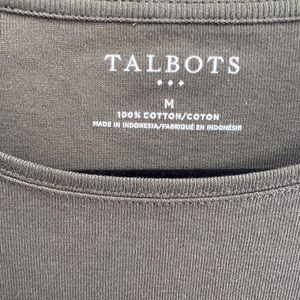 TALBOTS
M
100% COTTON/COTON
MADE IN INDONESIA/FABRIQUÉ EN INDONÉSIE